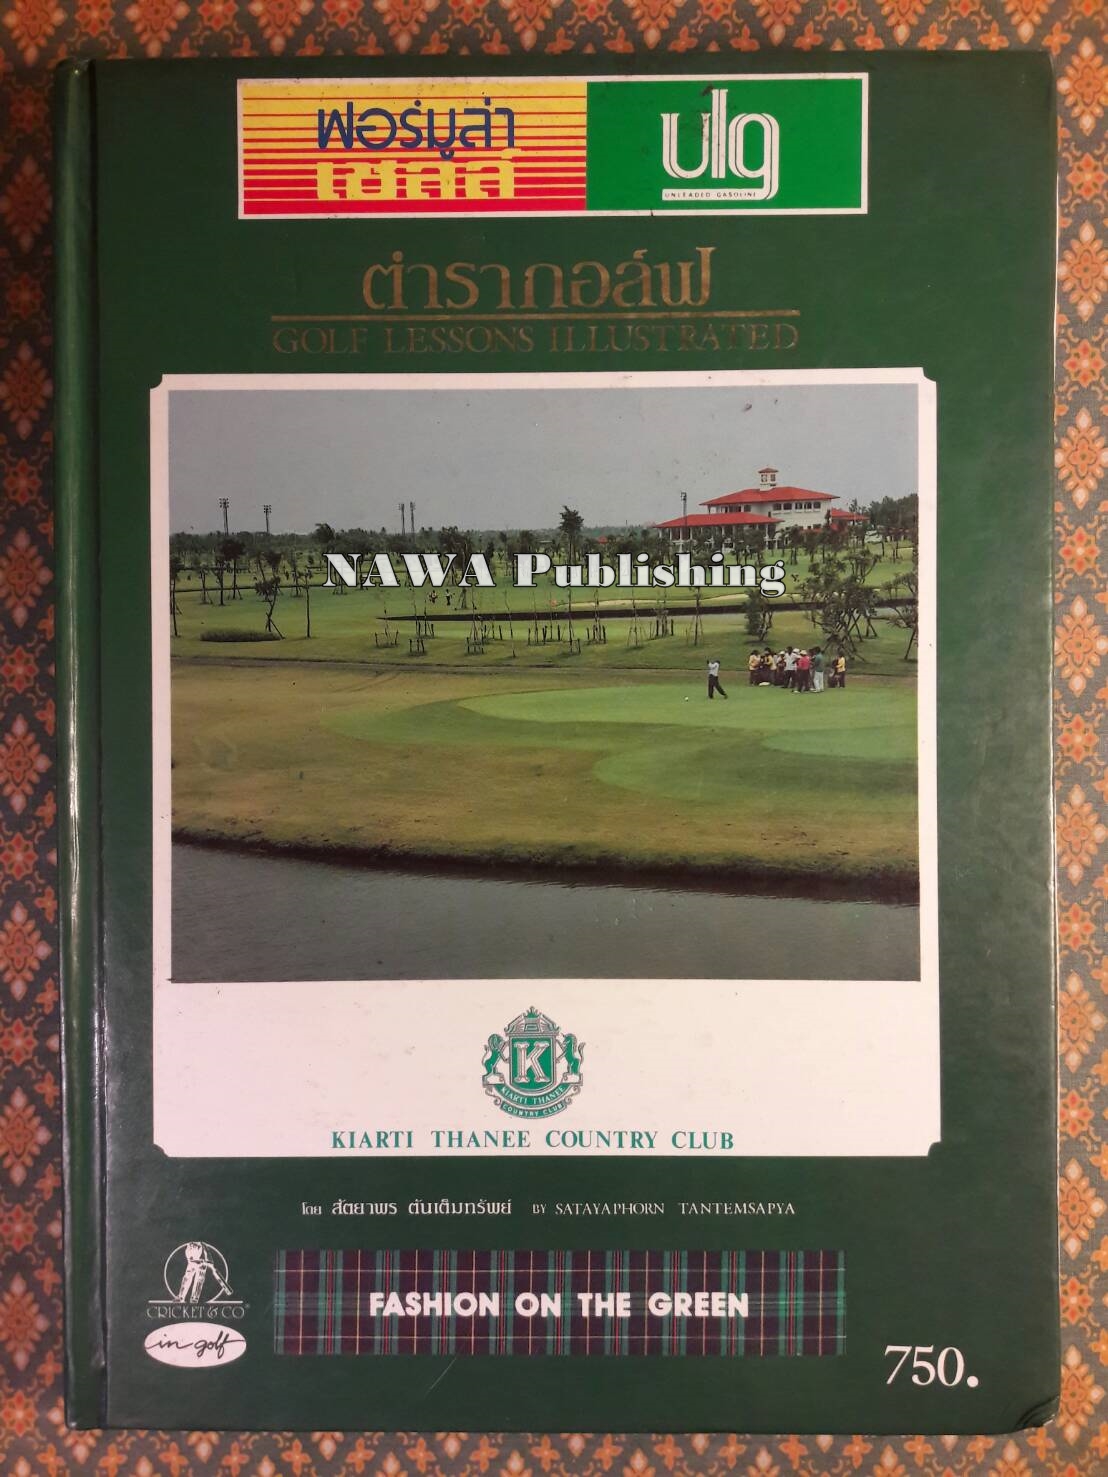 ฟอร์มูล่า
เชลล์
ulg
UNLEADED GASOLINE
ตำรากอล์ฟ
GOLF LESSONS ILLUSTRATED
NAWA Publishing
K
KIARTI THANEE
COUNTRY CLUB
KIARTI THANEE COUNTRY CLUB
โดย สัตยาพร ตันเต็มทรัพย์ BY SATAYAPHORN TANTEMSAPYA
CRICKET & CO®
in golf
FASHION ON THE GREEN
750.